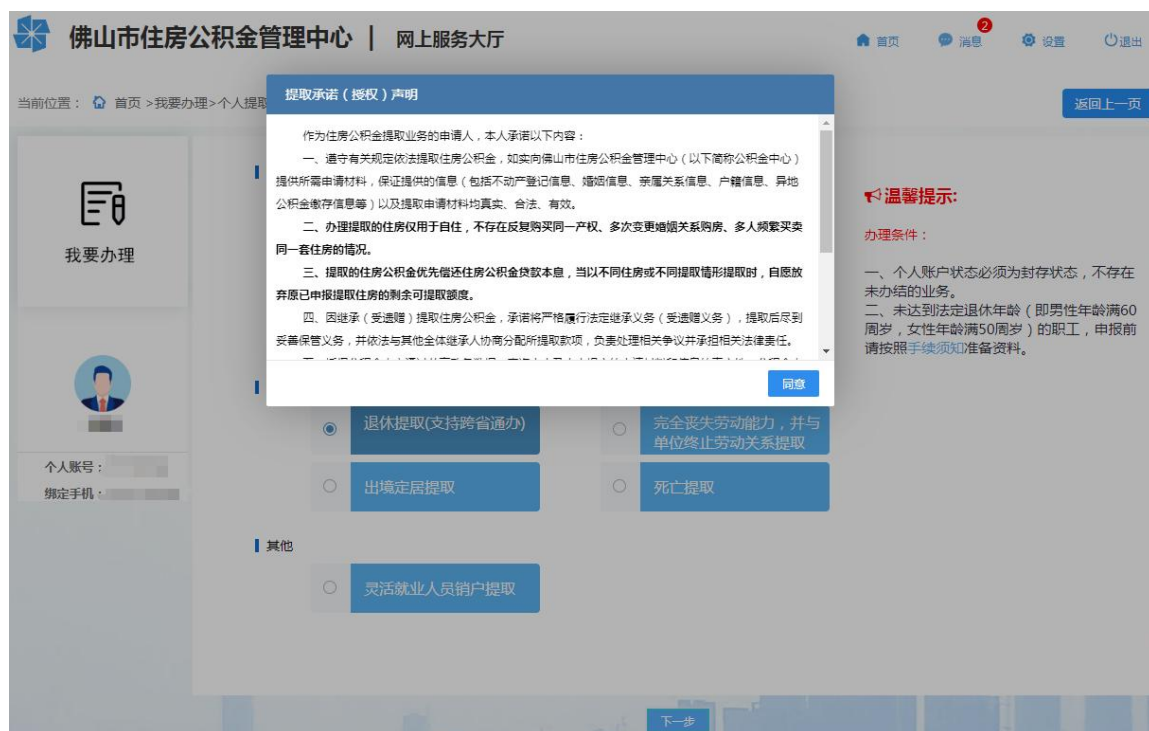 佛山市住房公积金管理中心 | 网上服务大厅
首页
消息
2
设置
退出
当前位置： 首页 >我要办理>个人提取
返回上一页
提取承诺（授权）声明
作为住房公积金提取业务的申请人，本人承诺以下内容：
一、遵守有关规定依法提取住房公积金，如实向佛山市住房公积金管理中心（以下简称公积金中心）
提供所需申请材料，保证提供的信息（包括不动产登记信息、婚姻信息、亲属关系信息、户籍信息、异地
公积金缴存信息等）以及提取申请材料均真实、合法、有效。
二、办理提取的住房仅用于自住，不存在反复购买同一产权、多次变更婚姻关系购房、多人频繁买卖
同一套住房的情况。
三、提取的住房公积金优先偿还住房公积金贷款本息，当以不同住房或不同提取情形提取时，自愿放
弃原已申报提取住房的剩余可提取额度。
四、因继承（受遗赠）提取住房公积金，承诺将严格履行法定继承义务（受遗赠义务），提取后尽到
妥善保管义务，并依法与其他全体继承人协商分配所提取款项，负责处理相关争议并承担相关法律责任。
同意
我要办理
个人账号：
绑定手机：
温馨提示:
办理条件：
一、个人账户状态必须为封存状态，不存在
未办结的业务。
二、未达到法定退休年龄（即男性年龄满60
周岁，女性年龄满50周岁）的职工，申报前
请按照手续须知准备资料。
退休提取(支持跨省通办)
完全丧失劳动能力，并与
单位终止劳动关系提取
出境定居提取
死亡提取
其他
灵活就业人员销户提取
下一步